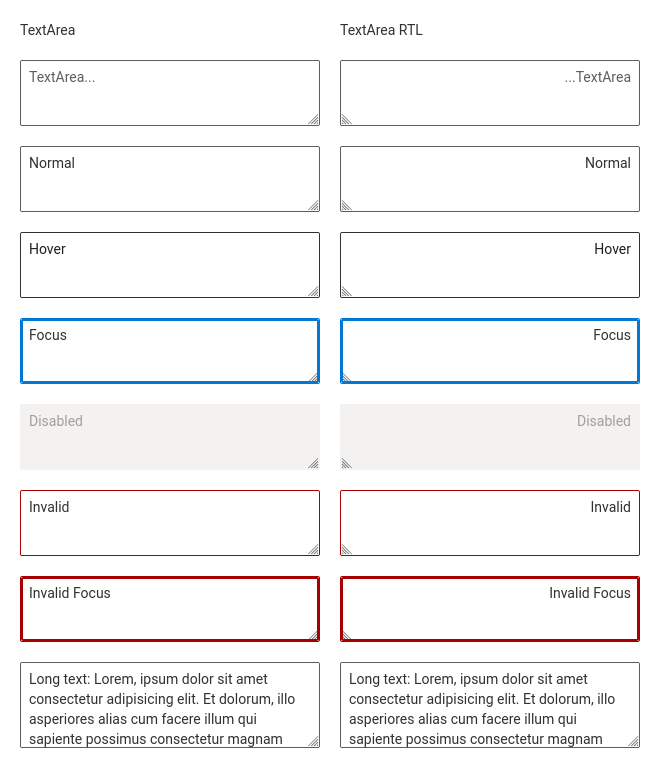 TextArea
TextArea RTL
TextArea...
...TextArea
Normal
Normal
Hover
Hover
Focus
Focus
Disabled
Disabled
Invalid
Invalid
Invalid Focus
Invalid Focus
Long text: Lorem, ipsum dolor sit amet
consectetur adipisicing elit. Et dolorum, illo
asperiores alias cum facere illum qui
sapiente possimus consectetur magnam
Long text: Lorem, ipsum dolor sit amet
consectetur adipisicing elit. Et dolorum, illo
asperiores alias cum facere illum qui
sapiente possimus consectetur magnam